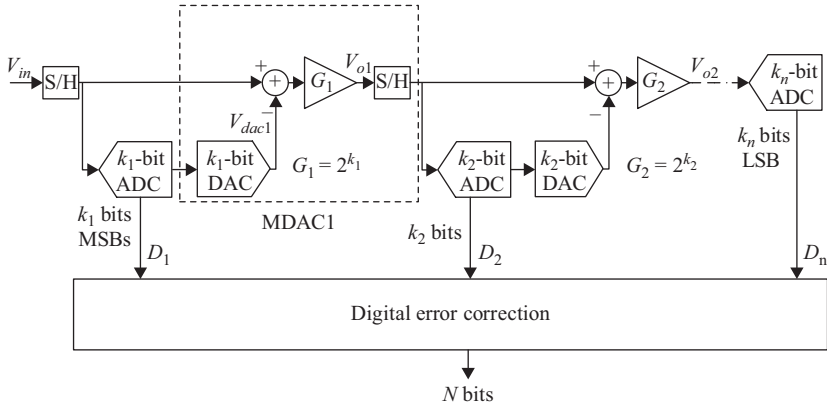 V_in
S/H
+
+
−
G_1
V_o1
S/H
+
+
−
G_2
V_o2
k_n-bit
ADC
V_dac1
k_1-bit
ADC
k_1-bit
DAC
G_1 = 2^{k_1}
k_2-bit
ADC
k_2-bit
DAC
G_2 = 2^{k_2}
k_n bits
LSB
k_1 bits
MSBs
MDAC1
k_2 bits
D_1
D_2
D_n
Digital error correction
N bits